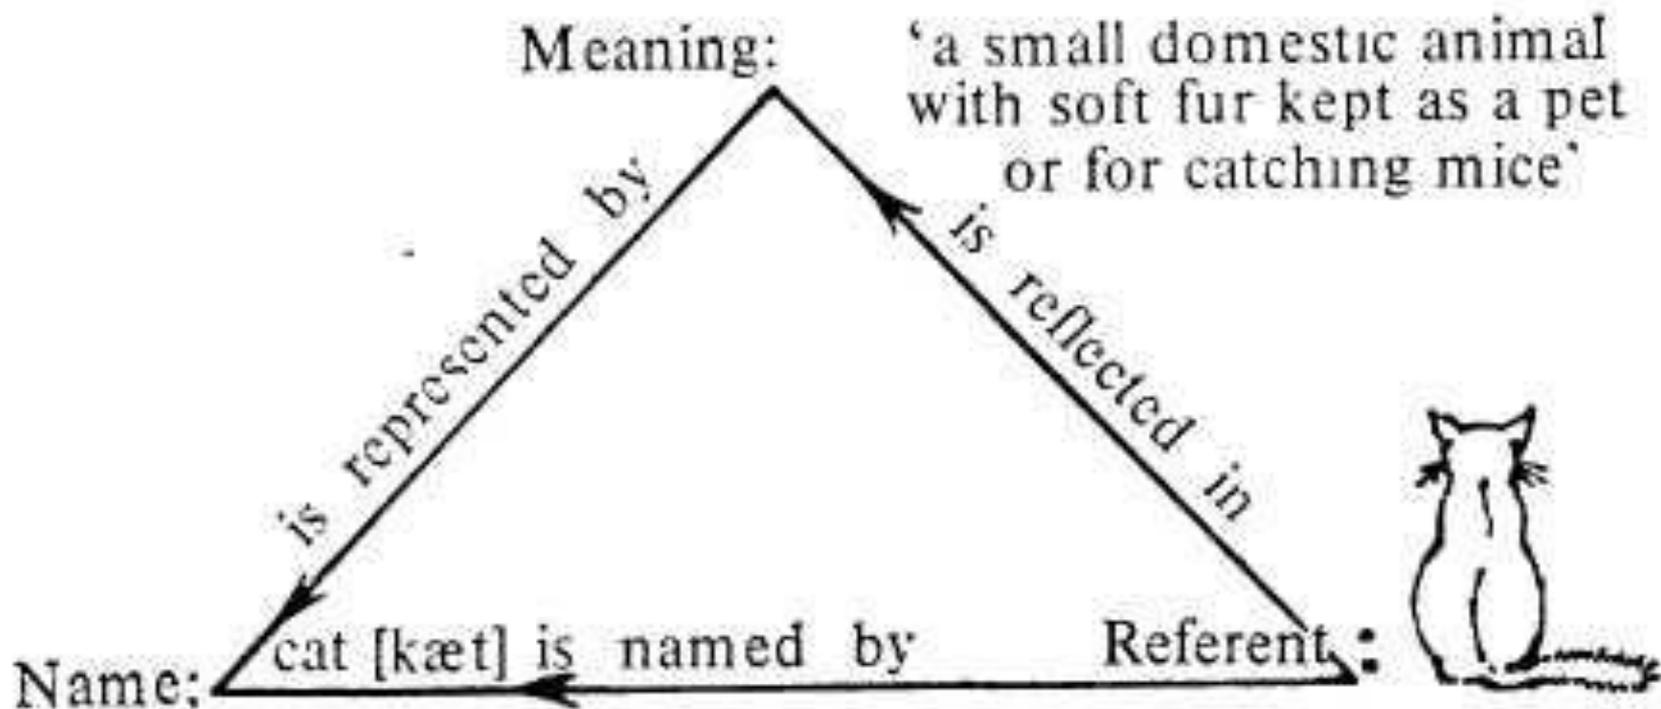 Meaning:
‘a small domestic animal
with soft fur kept as a pet
or for catching mice’
is represented by
is reflected in
Name:
cat [kæt] is named by
Referent: